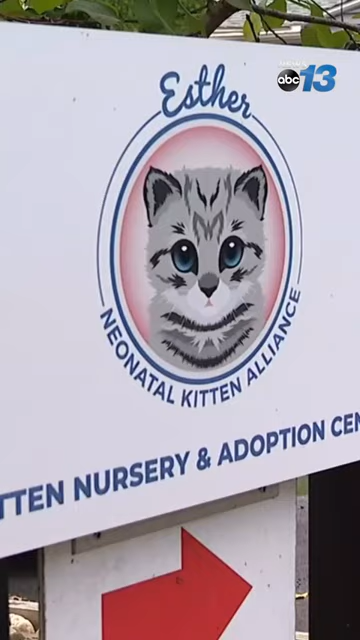 abc 13
Esther
NEONATAL KITTEN ALLIANCE
TTEN NURSERY & ADOPTION CEN